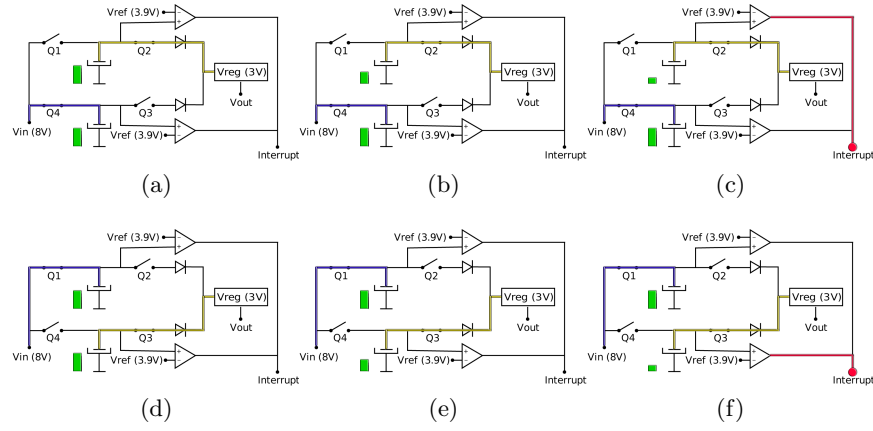 Vref (3.9V)
Q1
Q2
Vreg (3V)
Q4
Q3
Vout
Vin (8V)
Vref (3.9V)
Interrupt
(a)
Vref (3.9V)
Q1
Q2
Vreg (3V)
Q4
Q3
Vout
Vin (8V)
Vref (3.9V)
Interrupt
(b)
Vref (3.9V)
Q1
Q2
Vreg (3V)
Q4
Q3
Vout
Vin (8V)
Vref (3.9V)
Interrupt
(c)
Vref (3.9V)
Q1
Q2
Vreg (3V)
Q4
Q3
Vout
Vin (8V)
Vref (3.9V)
Interrupt
(d)
Vref (3.9V)
Q1
Q2
Vreg (3V)
Q4
Q3
Vout
Vin (8V)
Vref (3.9V)
Interrupt
(e)
Vref (3.9V)
Q1
Q2
Vreg (3V)
Q4
Q3
Vout
Vin (8V)
Vref (3.9V)
Interrupt
(f)